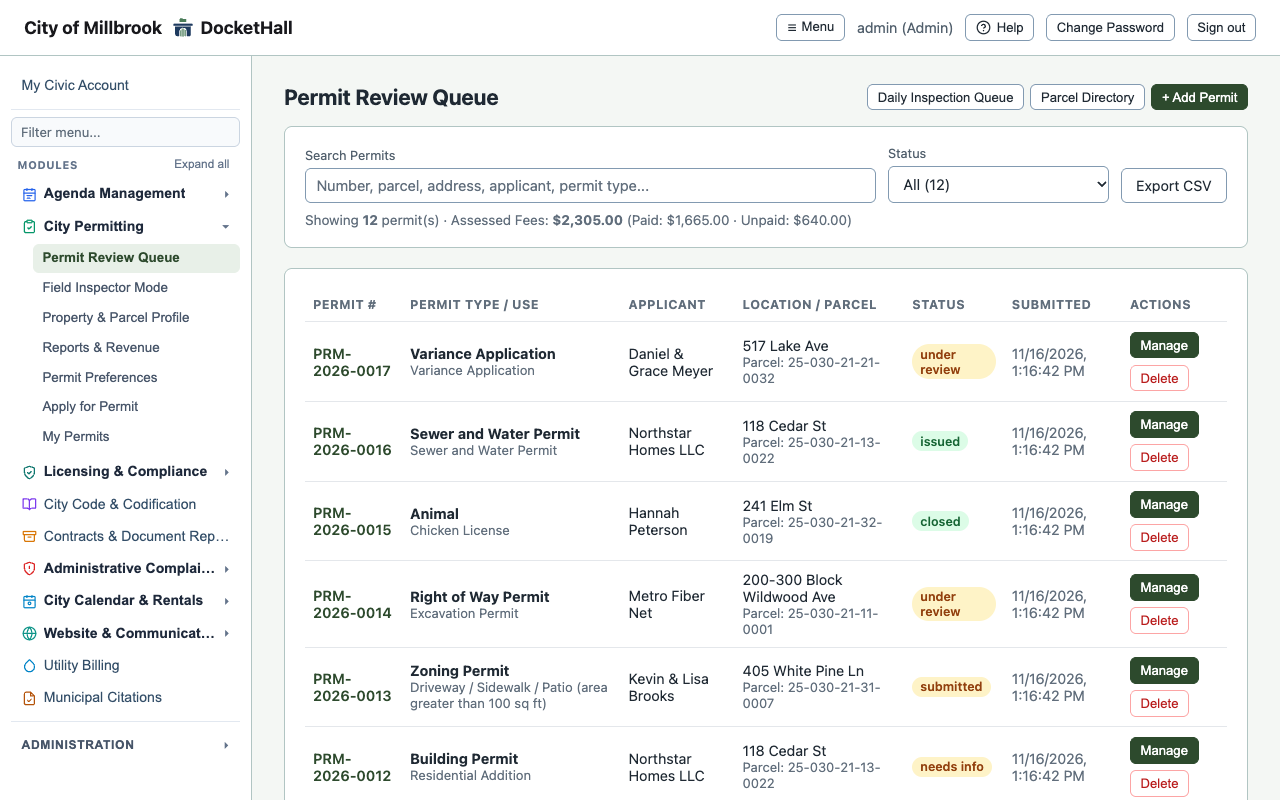 City of Millbrook DocketHall
≡ Menu
admin (Admin)
Help
Change Password
Sign out
My Civic Account
Filter menu...
MODULES
Expand all
Agenda Management
City Permitting
Permit Review Queue
Field Inspector Mode
Property & Parcel Profile
Reports & Revenue
Permit Preferences
Apply for Permit
My Permits
Licensing & Compliance
City Code & Codification
Contracts & Document Rep…
Administrative Complai…
City Calendar & Rentals
Website & Communicat…
Utility Billing
Municipal Citations
ADMINISTRATION
Permit Review Queue
Daily Inspection Queue
Parcel Directory
+ Add Permit
Search Permits
Number, parcel, address, applicant, permit type...
Status
All (12)
Export CSV
Showing 12 permit(s) · Assessed Fees: $2,305.00 (Paid: $1,665.00 · Unpaid: $640.00)
PERMIT # PERMIT TYPE / USE APPLICANT LOCATION / PARCEL STATUS SUBMITTED ACTIONS
PRM-
2026-0017
Variance Application
Variance Application
Daniel &
Grace Meyer
517 Lake Ave
Parcel: 25-030-21-21-
0032
under
review
11/16/2026,
1:16:42 PM
Manage
Delete
PRM-
2026-0016
Sewer and Water Permit
Sewer and Water Permit
Northstar
Homes LLC
118 Cedar St
Parcel: 25-030-21-13-
0022
issued
11/16/2026,
1:16:42 PM
Manage
Delete
PRM-
2026-0015
Animal
Chicken License
Hannah
Peterson
241 Elm St
Parcel: 25-030-21-32-
0019
closed
11/16/2026,
1:16:42 PM
Manage
Delete
PRM-
2026-0014
Right of Way Permit
Excavation Permit
Metro Fiber
Net
200-300 Block
Wildwood Ave
Parcel: 25-030-21-11-
0001
under
review
11/16/2026,
1:16:42 PM
Manage
Delete
PRM-
2026-0013
Zoning Permit
Driveway / Sidewalk / Patio (area
greater than 100 sq ft)
Kevin & Lisa
Brooks
405 White Pine Ln
Parcel: 25-030-21-31-
0007
submitted
11/16/2026,
1:16:42 PM
Manage
Delete
PRM-
2026-0012
Building Permit
Residential Addition
Northstar
Homes LLC
118 Cedar St
Parcel: 25-030-21-13-
0022
needs info
11/16/2026,
1:16:42 PM
Manage
Delete